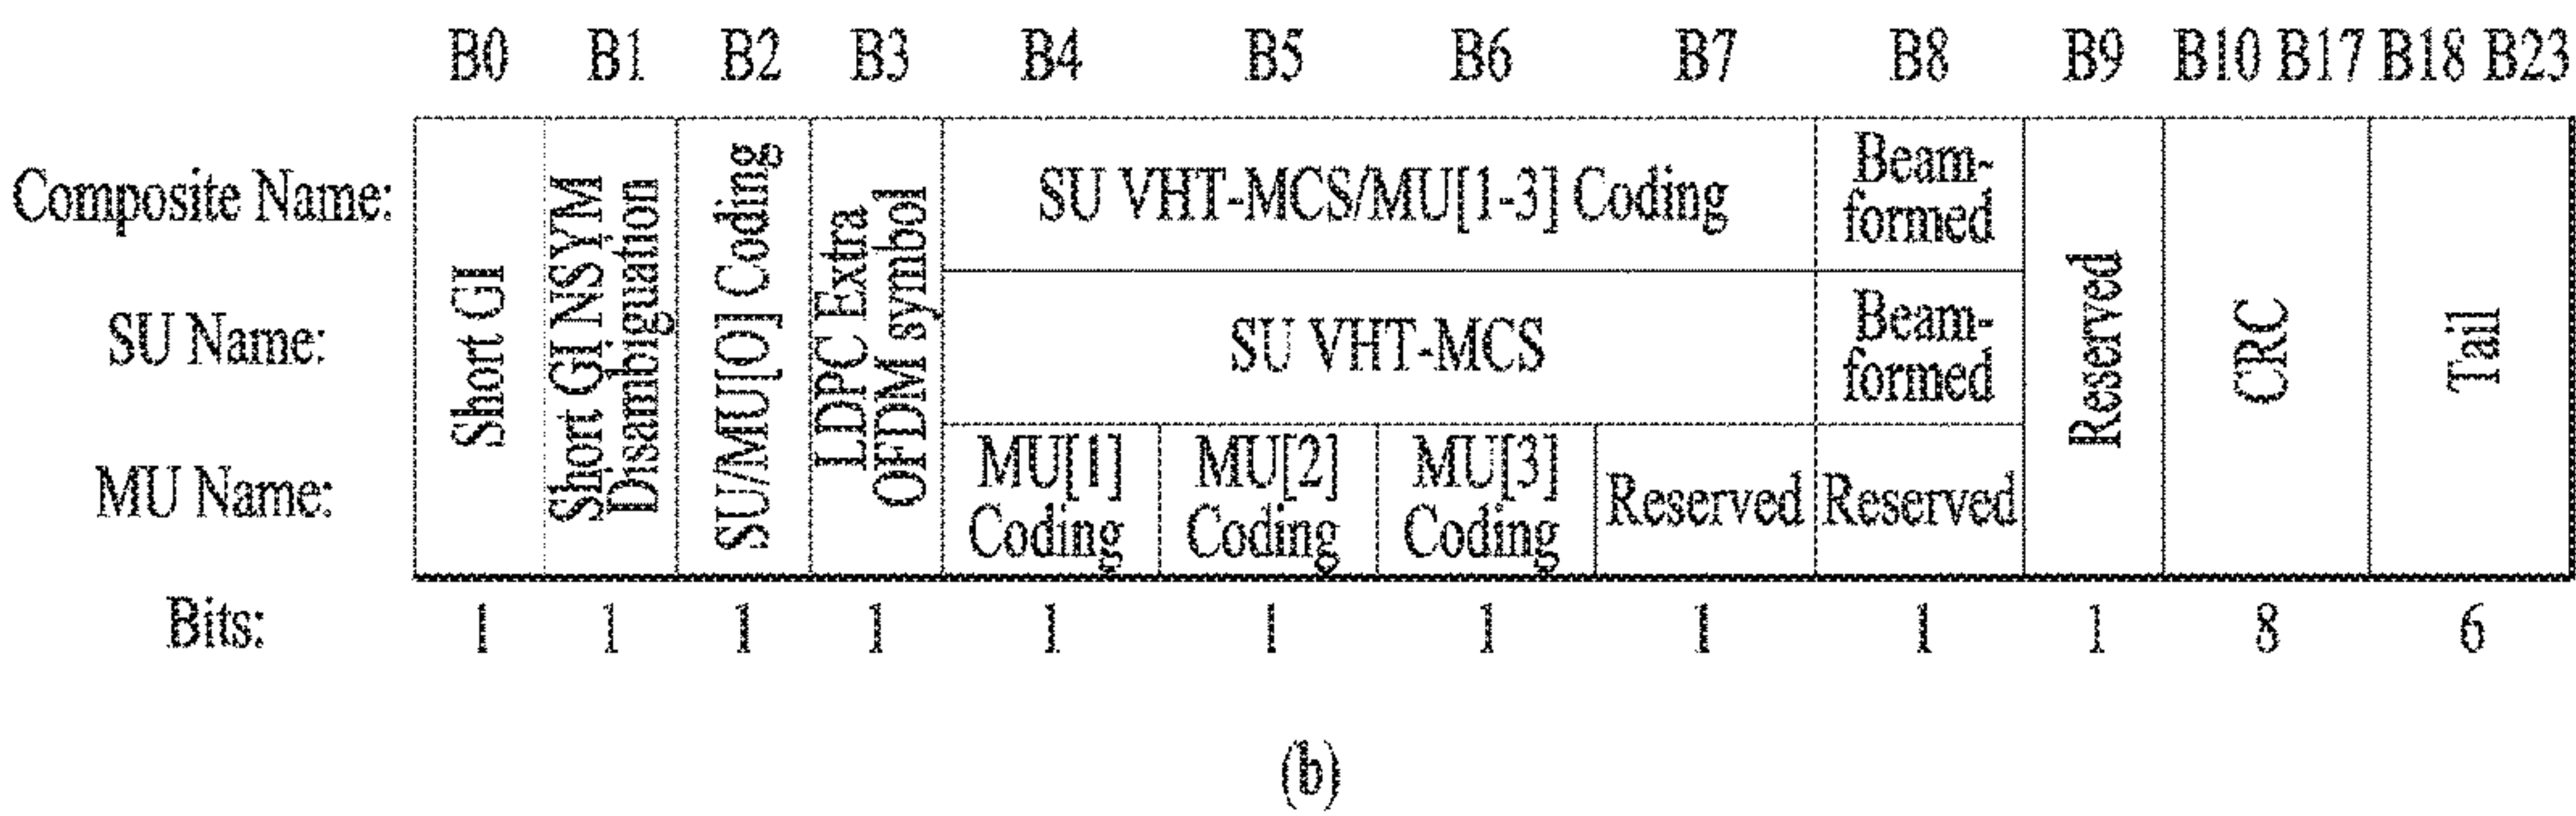 B0 B1 B2 B3 B4 B5 B6 B7 B8 B9 B10 B17 B18 B23
Composite Name:
SU Name:
MU Name:
Short GI
Short GI NSYM
Disambiguation
SU/MU[O] Coding
LDPC Extra
OFDM symbol
SU VHT-MCS/MU[1-3] Coding
Beam-
formed
SU VHT-MCS
Beam-
formed
MU[1]
Coding
MU[2]
Coding
MU[3]
Coding
Reserved
Reserved
Reserved
CRC
Tail
Bits: 1 1 1 1 1 1 1 1 1 1 8 6
(b)